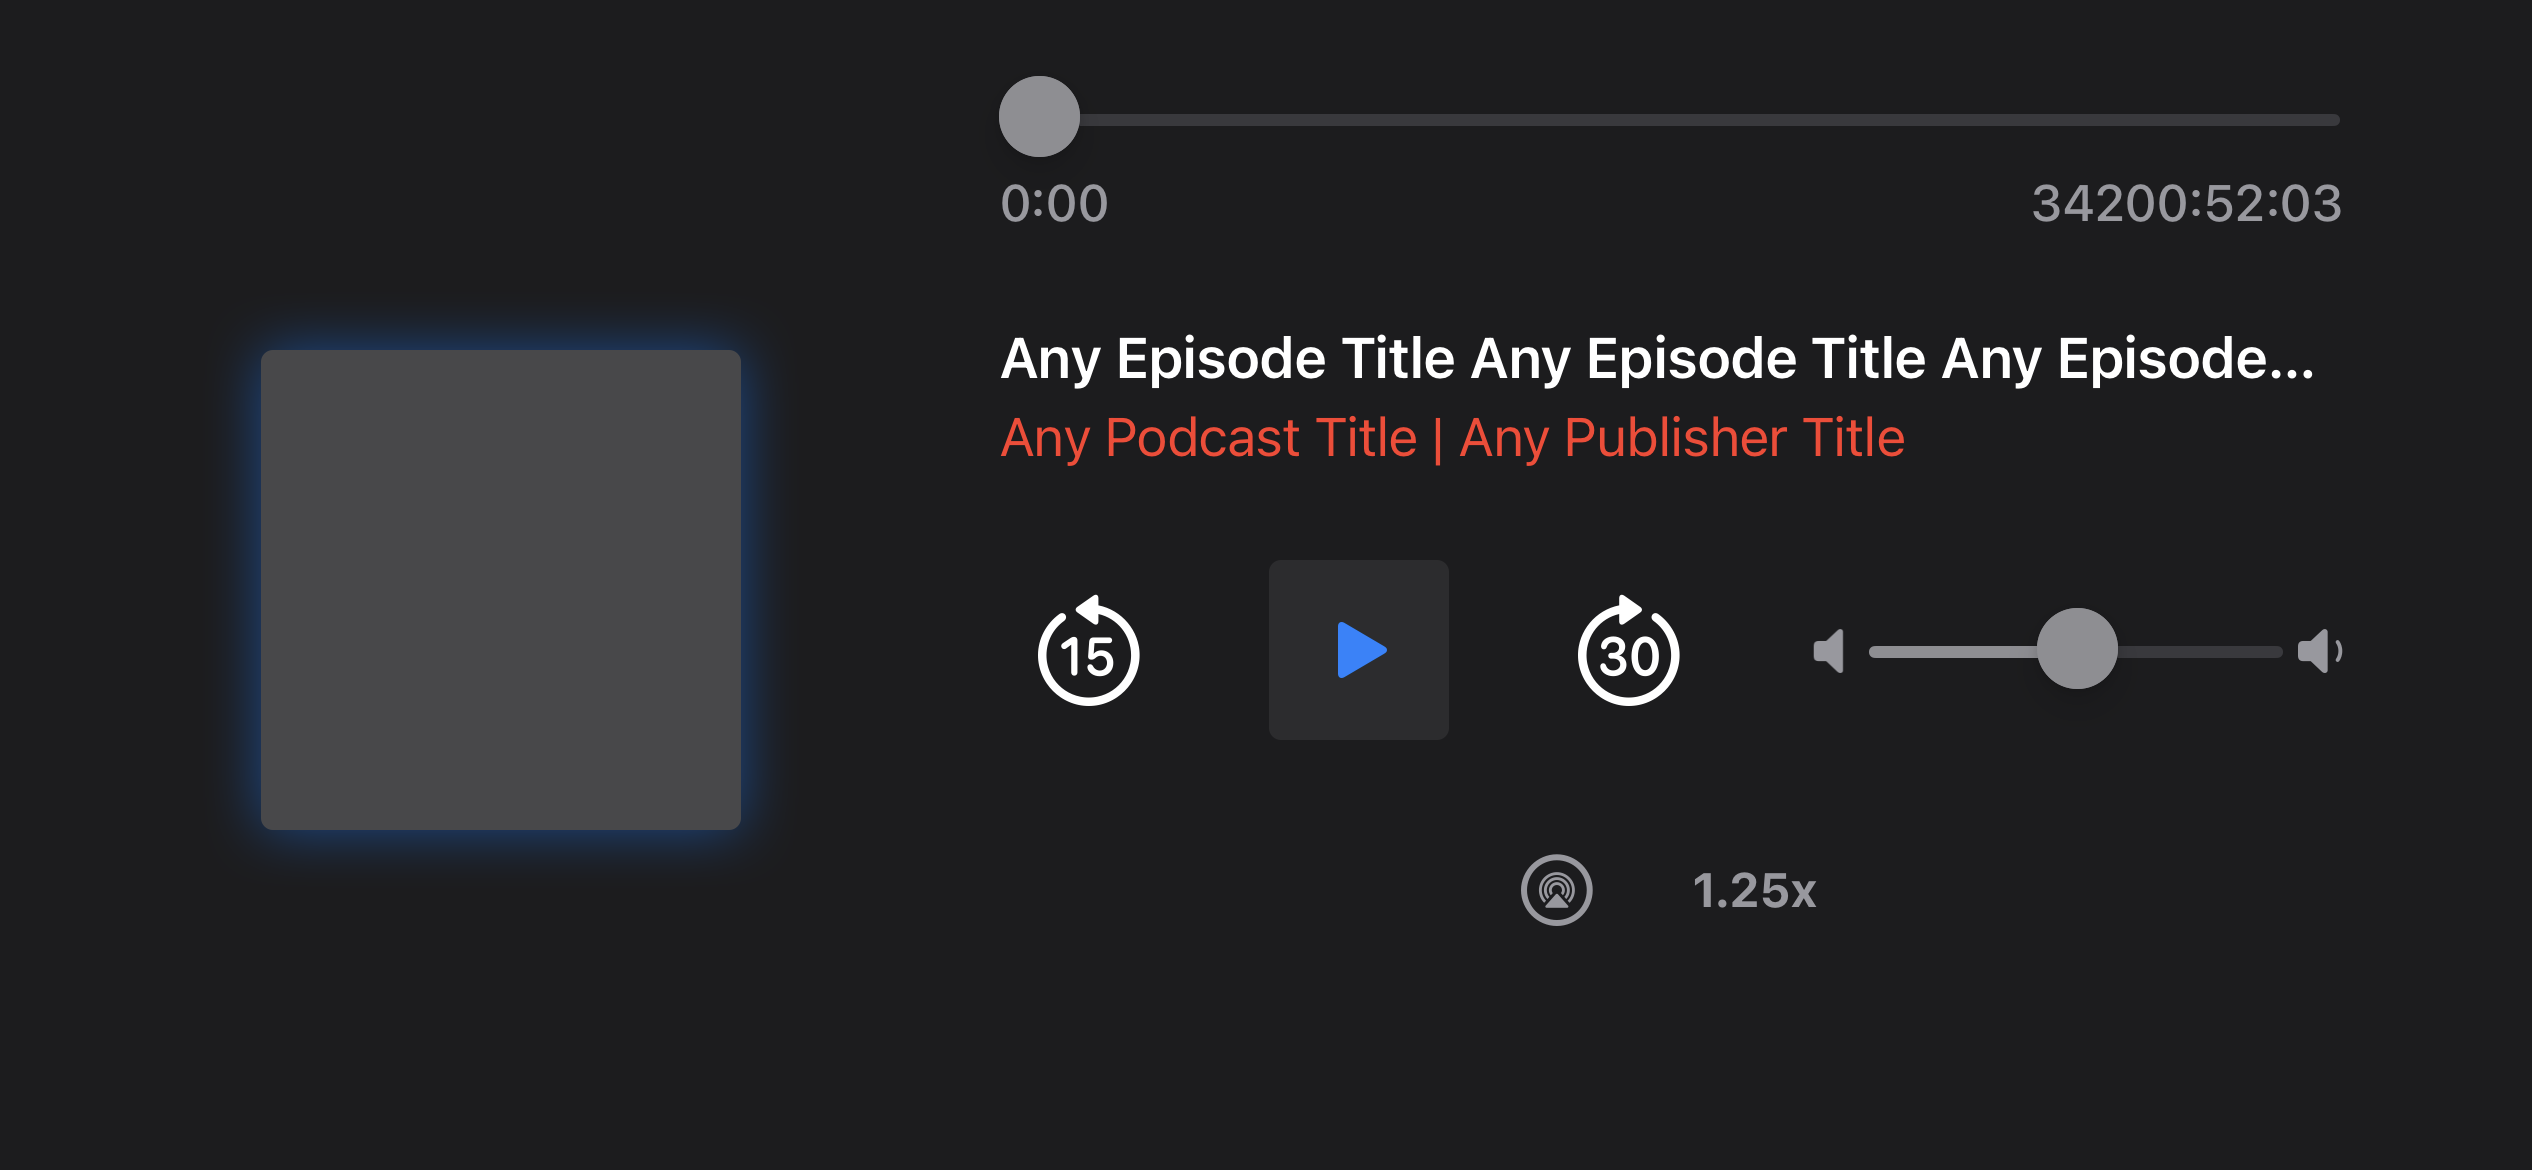 0:00 34200:52:03
Any Episode Title Any Episode Title Any Episode...
Any Podcast Title | Any Publisher Title
15 30
1.25x